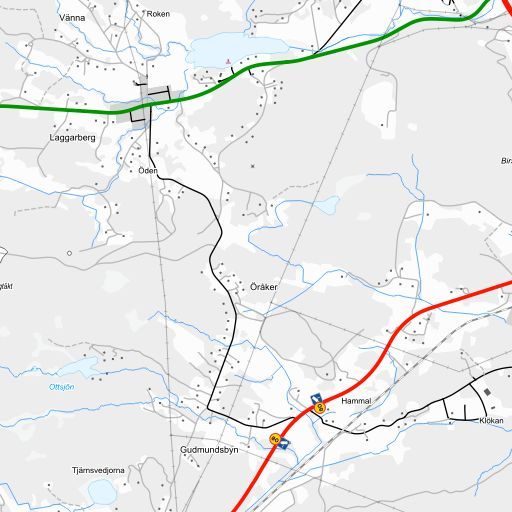 Vänna
Roken
Laggarberg
Öden
Öråker
Ottsjön
Hammal
Klökan
Gudmundsbyn
Tjärnsvedjorna